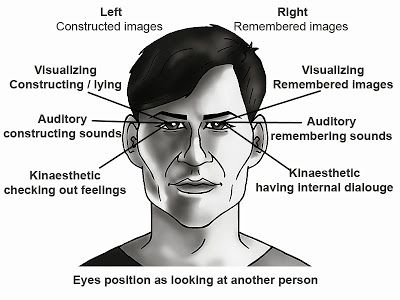 Left
Constructed images
Right
Remembered images
Visualizing
Constructing / lying
Visualizing
Remembered images
Auditory
constructing sounds
Auditory
remembering sounds
Kinaesthetic
checking out feelings
Kinaesthetic
having internal dialouge
Eyes position as looking at another person